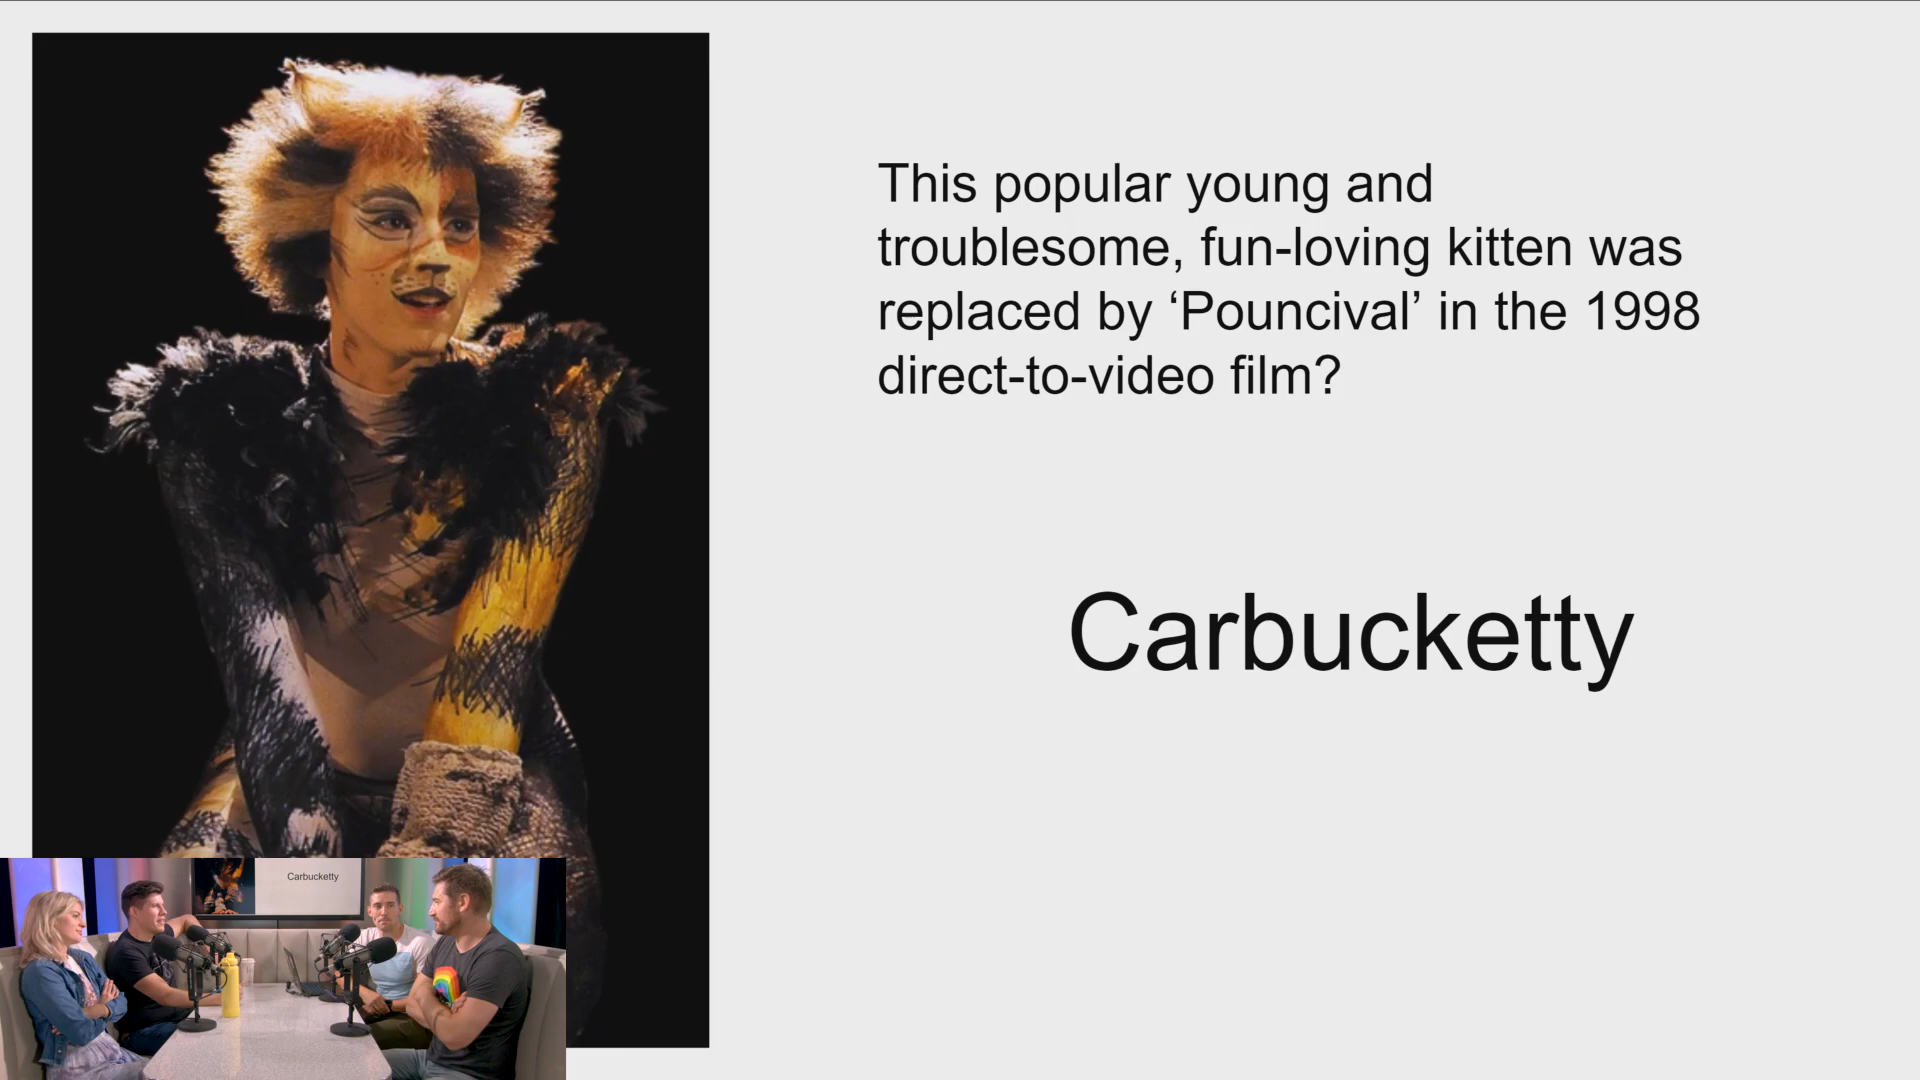 This popular young and
troublesome, fun-loving kitten was
replaced by ‘Pouncival’ in the 1998
direct-to-video film?
Carbucketty
Carbucketty